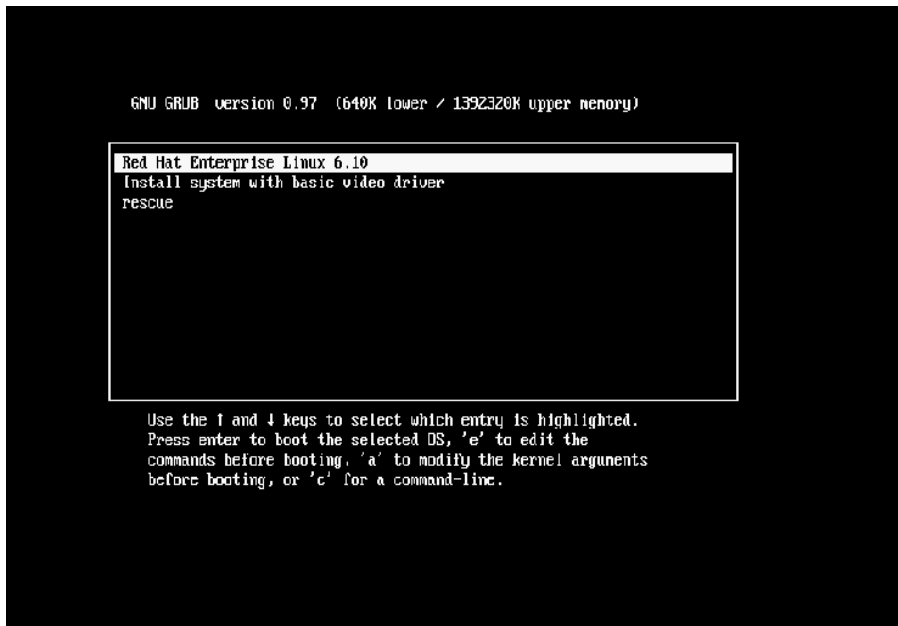 GNU GRUB version 0.97 (640K lower / 1392320K upper memory)
Red Hat Enterprise Linux 6.10
Install system with basic video driver
rescue
Use the ↑ and ↓ keys to select which entry is highlighted.
Press enter to boot the selected OS, 'e' to edit the
commands before booting, 'a' to modify the kernel arguments
before booting, or 'c' for a command-line.